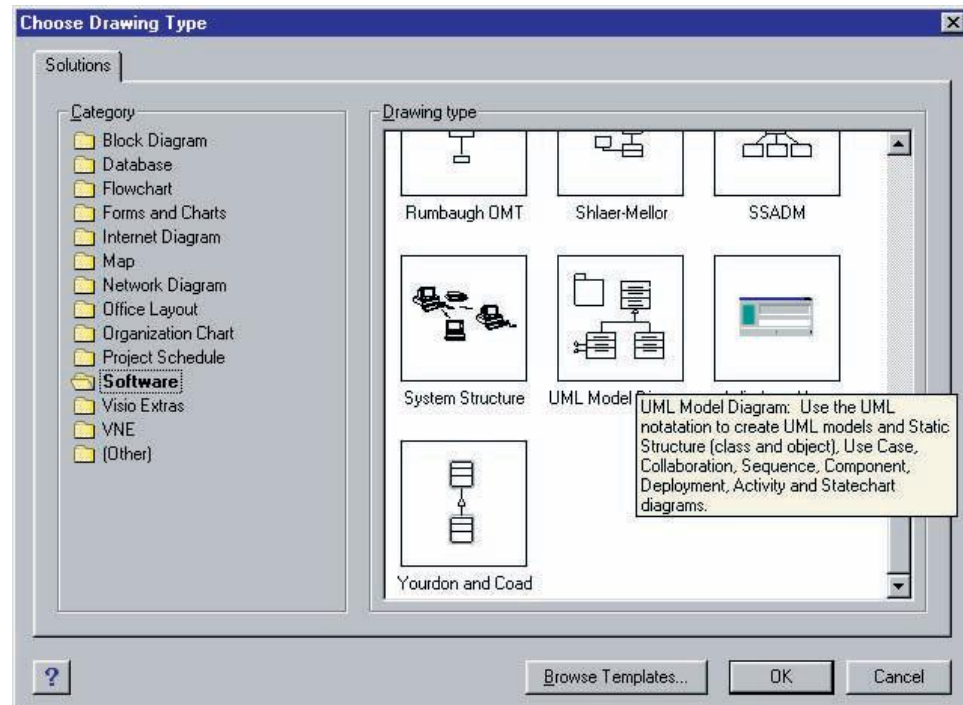 Choose Drawing Type
Solutions
Category
Block Diagram
Database
Flowchart
Forms and Charts
Internet Diagram
Map
Network Diagram
Office Layout
Organization Chart
Project Schedule
Software
Visio Extras
VNE
(Other)
Drawing type
Rumbaugh OMT
Shlaer-Mellor
SSADM
System Structure
UML Model
UML Model Diagram: Use the UML
notatation to create UML models and Static
Structure (class and object), Use Case,
Collaboration, Sequence, Component,
Deployment, Activity and Statechart
diagrams.
Yourdon and Coad
?
Browse Templates...
OK
Cancel